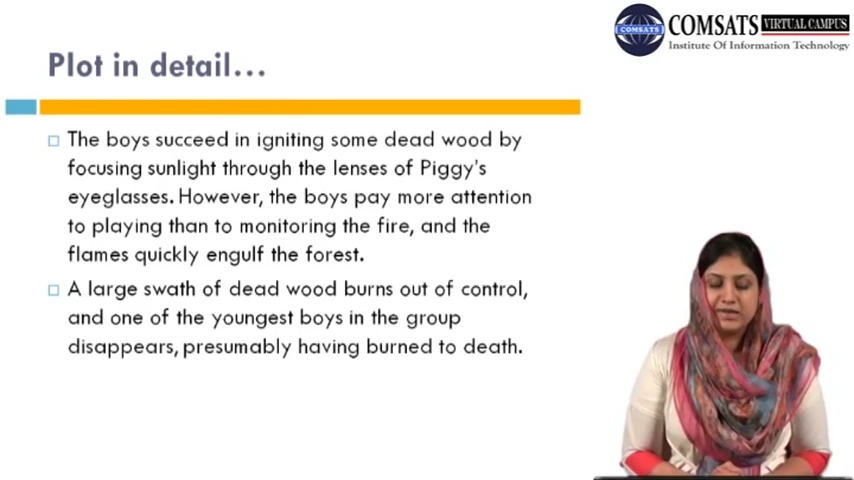 COMSATS VIRTUAL CAMPUS
COMSATS
Institute Of Information Technology
Plot in detail…
The boys succeed in igniting some dead wood by
focusing sunlight through the lenses of Piggy's
eyeglasses. However, the boys pay more attention
to playing than to monitoring the fire, and the
flames quickly engulf the forest.
A large swath of dead wood burns out of control,
and one of the youngest boys in the group
disappears, presumably having burned to death.